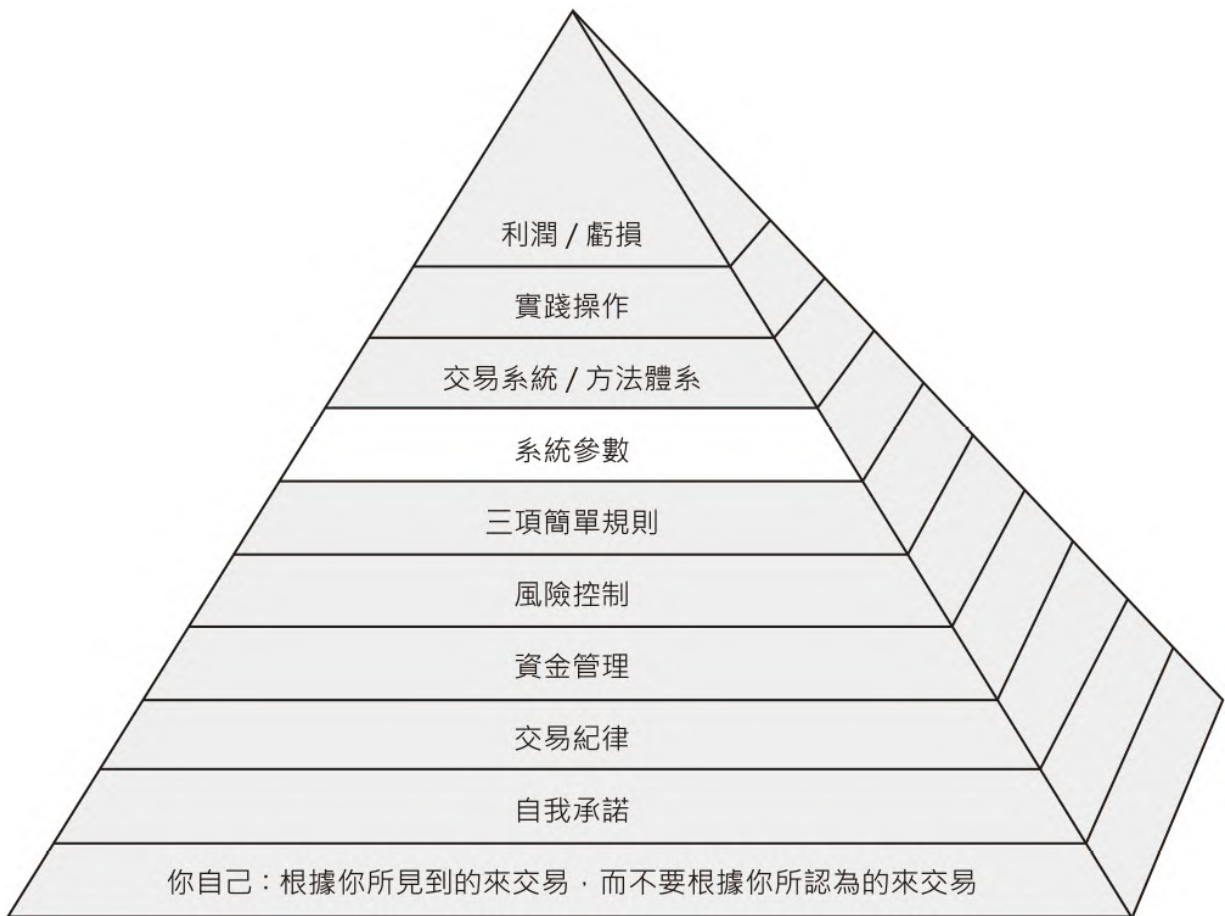 利潤 / 虧損
實踐操作
交易系統 / 方法體系
系統參數
三項簡單規則
風險控制
資金管理
交易紀律
自我承諾
你自己：根據你所見到的來交易，而不要根據你所認為的來交易